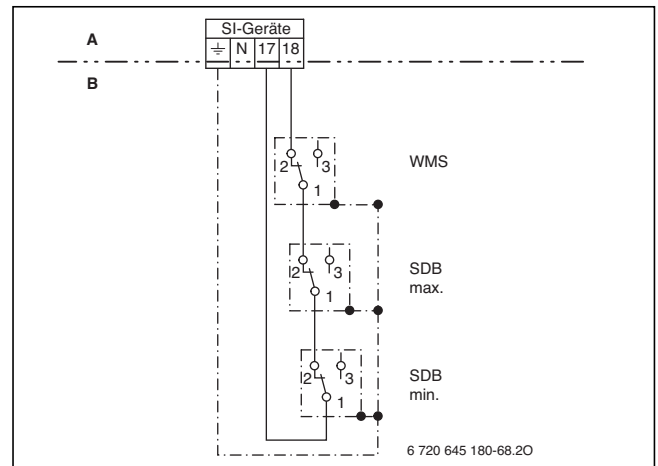 A
SI-Geräte
N 17 18
B
2 3
1
WMS
2 3
1
SDB
max.
2 3
1
SDB
min.
6 720 645 180-68.2O